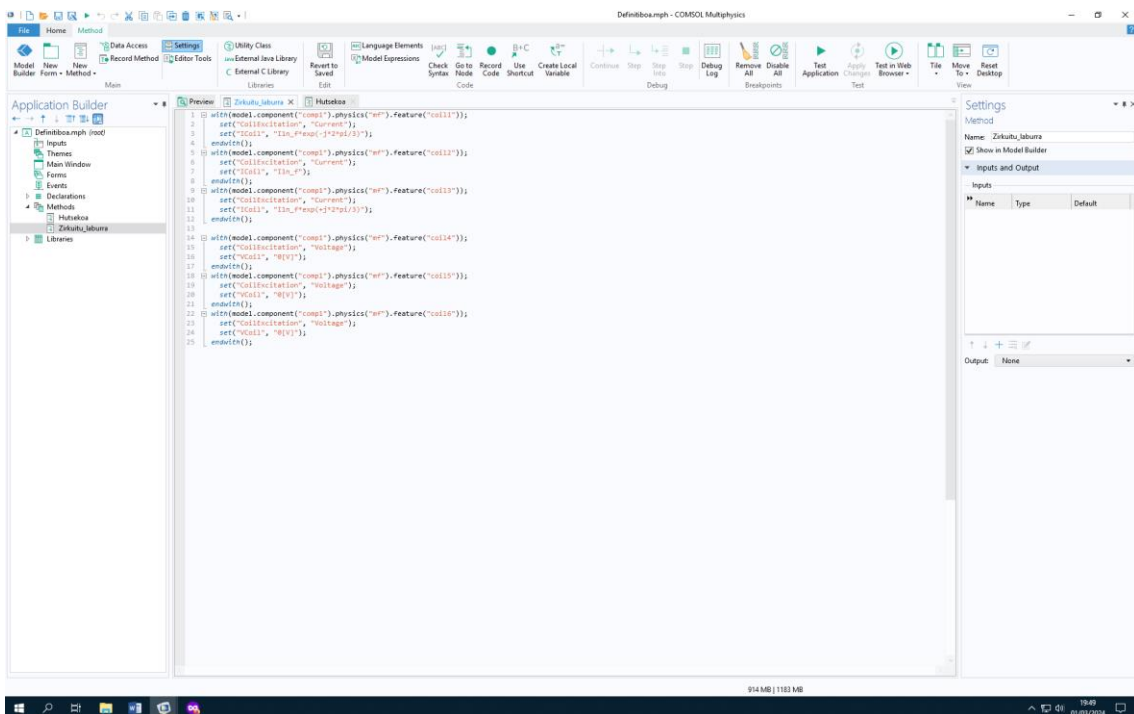 Definitiboa.mph - COMSOL Multiphysics
File Home Method
Model Builder
New Form
New Method
Data Access
Record Method
Settings
Editor Tools
Main
Utility Class
External Java Library
External C Library
Libraries
Revert to Saved
Edit
Language Elements
Model Expressions
Check Syntax
Go to Node
Record Code
Use Shortcut
Create Local Variable
Code
Continue
Step
Step Into
Stop
Debug Log
Debug
Remove All
Disable All
Breakpoints
Test Application
Apply Changes
Test in Web Browser
Test
Tile
Move To
Reset Desktop
View
Application Builder
Definitiboa.mph (root)
Inputs
Themes
Main Window
Forms
Events
Declarations
Methods
Hutsekoa
Zirkuitu_laburra
Libraries
Preview Zirkuitu_laburra Hutsekoa
1 with(model.component("comp1").physics("mf").feature("coil1"));
2 set("CoilExcitation", "Current");
3 set("ICoil", "I1n_f*exp(-j*2*pi/3)");
4 endwith();
5 with(model.component("comp1").physics("mf").feature("coil2"));
6 set("CoilExcitation", "Current");
7 set("ICoil", "I1n_f");
8 endwith();
9 with(model.component("comp1").physics("mf").feature("coil3"));
10 set("CoilExcitation", "Current");
11 set("ICoil", "I1n_f*exp(+j*2*pi/3)");
12 endwith();
13
14 with(model.component("comp1").physics("mf").feature("coil4"));
15 set("CoilExcitation", "Voltage");
16 set("VCoil", "0[V]");
17 endwith();
18 with(model.component("comp1").physics("mf").feature("coil5"));
19 set("CoilExcitation", "Voltage");
20 set("VCoil", "0[V]");
21 endwith();
22 with(model.component("comp1").physics("mf").feature("coil6"));
23 set("CoilExcitation", "Voltage");
24 set("VCoil", "0[V]");
25 endwith();
Settings
Method
Name: Zirkuitu_laburra
Show in Model Builder
Inputs and Output
Inputs
Name Type Default
Output: None
914 MB | 1183 MB
19:49
01/03/2024